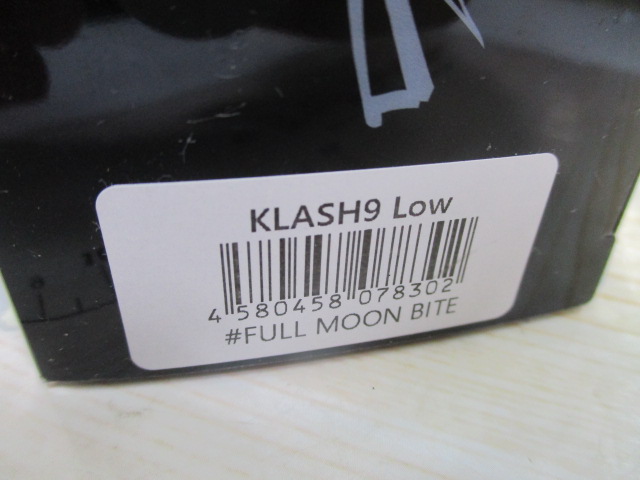 KLASH9 Low
4 580458 078302
#FULL MOON BITE